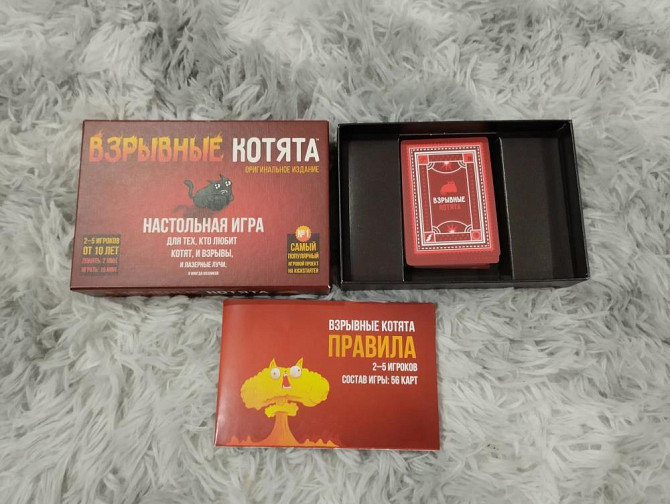 ВЗРЫВНЫЕ КОТЯТА
ОРИГИНАЛЬНОЕ ИЗДАНИЕ
НАСТОЛЬНАЯ ИГРА
ДЛЯ ТЕХ, КТО ЛЮБИТ
КОТЯТ, И ВЗРЫВЫ,
И ЛАЗЕРНЫЕ ЛУЧИ,
2–5 ИГРОКОВ
ОТ 10 ЛЕТ
№1
САМЫЙ
ПОПУЛЯРНЫЙ
ИГРОВОЙ ПРОЕКТ
НА KICKSTARTER
КОТЯТА
ВЗРЫВНЫЕ
КОТЯТА
ВЗРЫВНЫЕ КОТЯТА
ПРАВИЛА
2–5 ИГРОКОВ
СОСТАВ ИГРЫ: 56 КАРТ